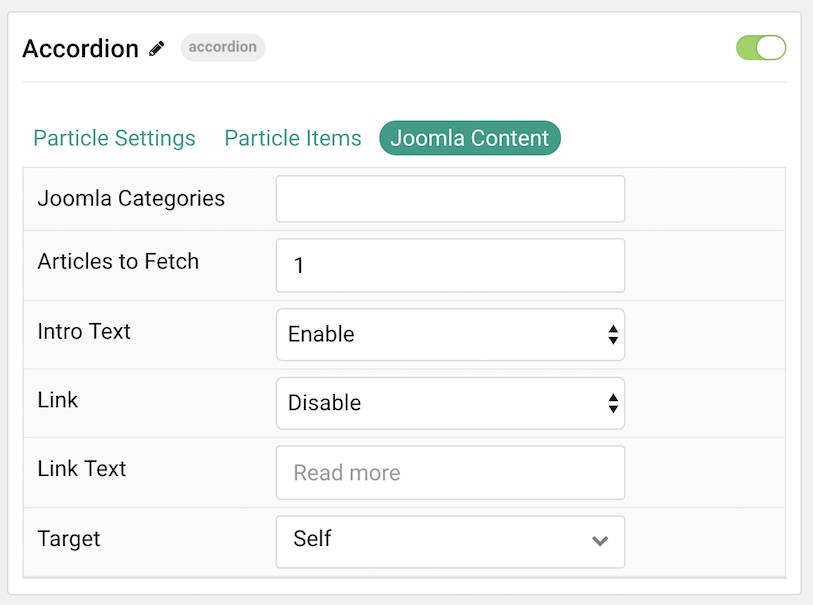 Accordion accordion
Particle Settings Particle Items Joomla Content
Joomla Categories
Articles to Fetch 1
Intro Text Enable
Link Disable
Link Text Read more
Target Self